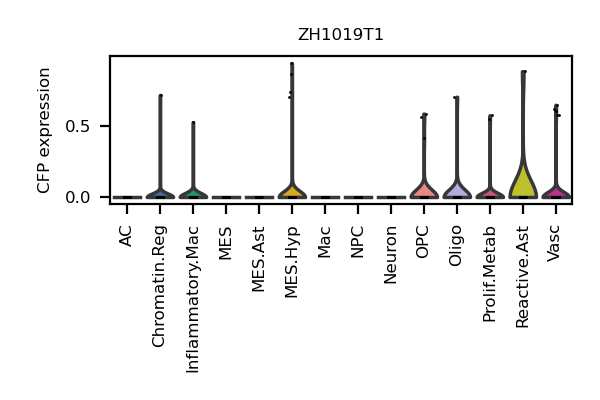 ZH1019T1
CFP expression
0.5
0.0
AC
Chromatin.Reg
Inflammatory.Mac
MES
MES.Ast
MES.Hyp
Mac
NPC
Neuron
OPC
Oligo
Prolif.Metab
Reactive.Ast
Vasc